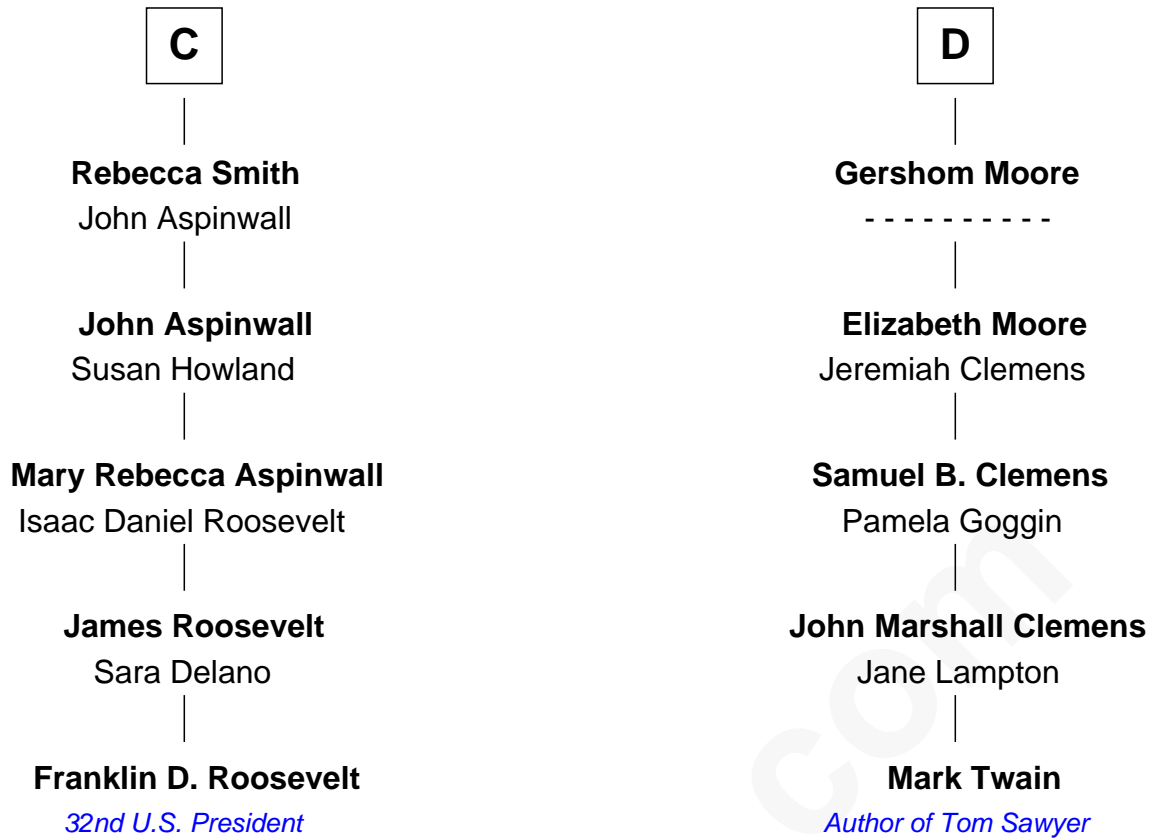 C
Rebecca Smith
John Aspinwall
John Aspinwall
Susan Howland
Mary Rebecca Aspinwall
Isaac Daniel Roosevelt
James Roosevelt
Sara Delano
Franklin D. Roosevelt
32nd U.S. President
D
Gershom Moore
- - - - - - - - - -
Elizabeth Moore
Jeremiah Clemens
Samuel B. Clemens
Pamela Goggin
John Marshall Clemens
Jane Lampton
Mark Twain
Author of Tom Sawyer
com